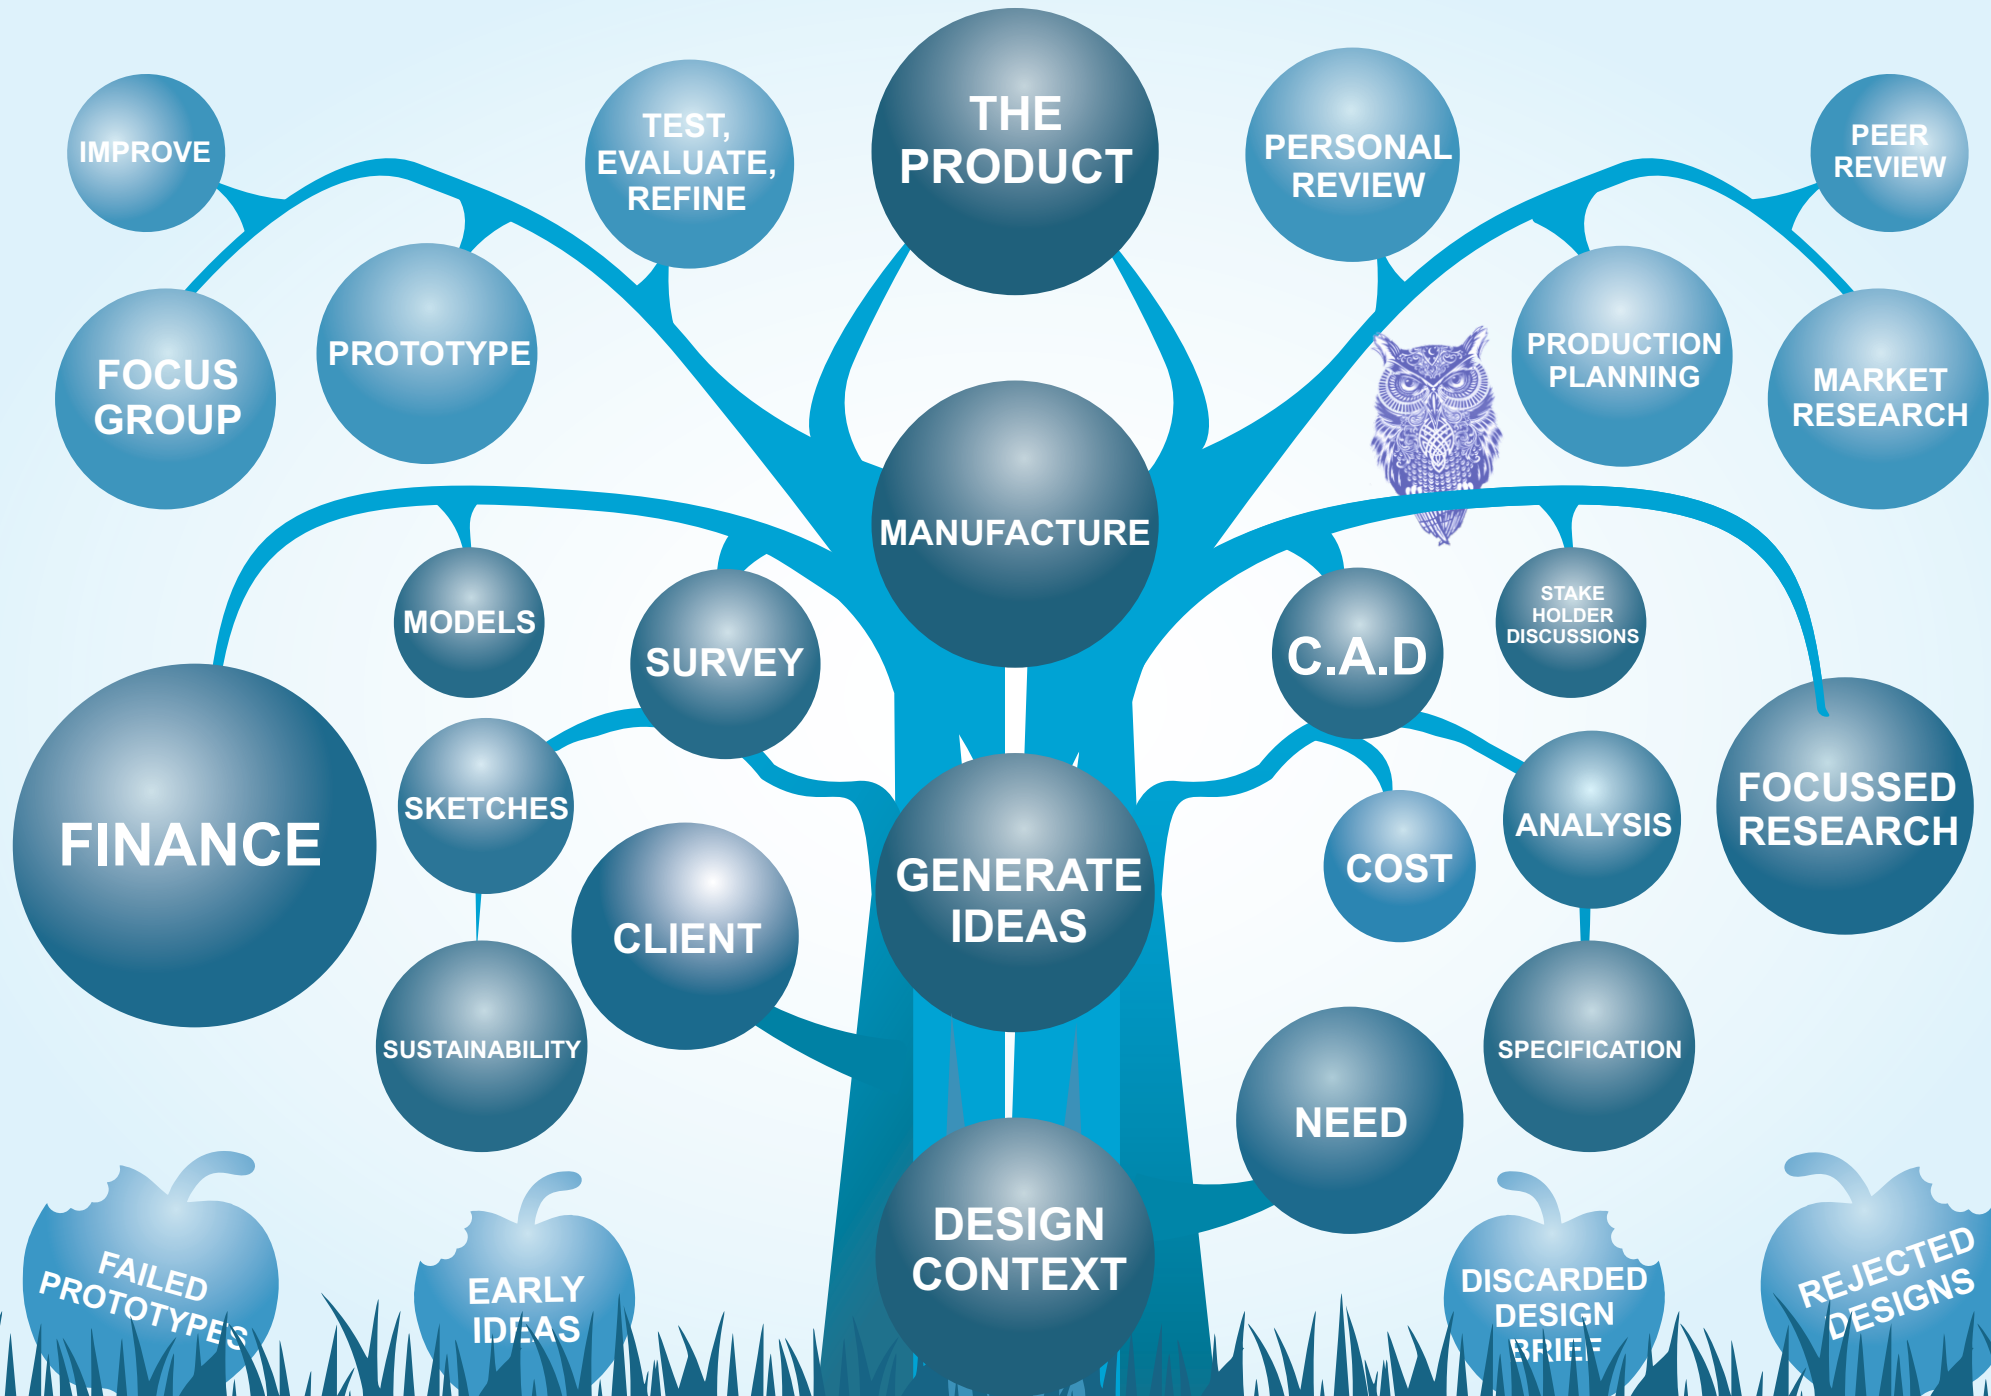 THE
PRODUCT
IMPROVE
TEST,
EVALUATE,
REFINE
PERSONAL
REVIEW
PEER
REVIEW
FOCUS
GROUP
PROTOTYPE
PRODUCTION
PLANNING
MARKET
RESEARCH
MANUFACTURE
MODELS
SURVEY
C.A.D
STAKE
HOLDER
DISCUSSIONS
FINANCE
SKETCHES
CLIENT
GENERATE
IDEAS
COST
ANALYSIS
FOCUSSED
RESEARCH
SUSTAINABILITY
SPECIFICATION
NEED
DESIGN
CONTEXT
FAILED
PROTOTYPES
EARLY
IDEAS
DISCARDED
DESIGN
BRIEF
REJECTED
DESIGNS